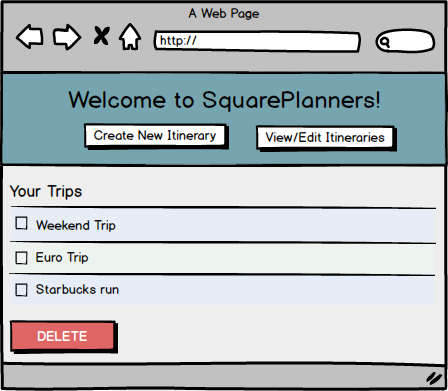 A Web Page
http://
Welcome to SquarePlanners!
Create New Itinerary
View/Edit Itineraries
Your Trips
Weekend Trip
Euro Trip
Starbucks run
DELETE